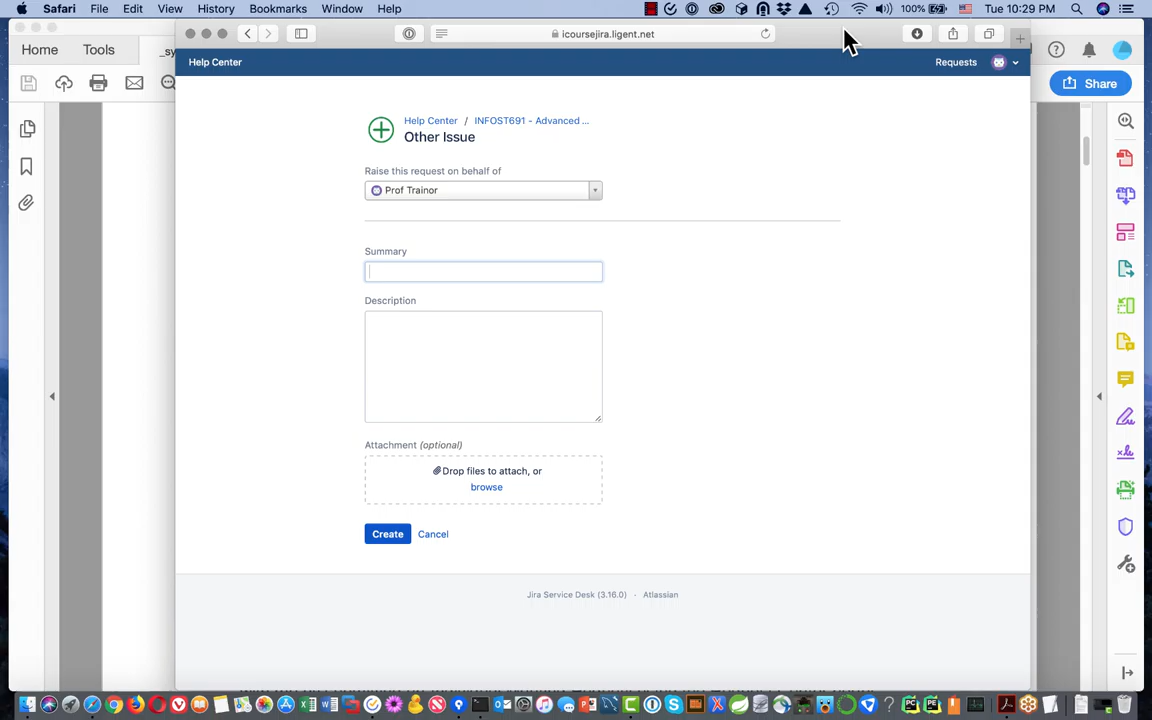 Safari File Edit View History Bookmarks Window Help 100% Tue 10:29 PM
Home Tools _sy
icoursejira.ligent.net
Share
Help Center Requests
Help Center / INFOST691 - Advanced ...
Other Issue
Raise this request on behalf of
Prof Trainor
Summary
Description
Attachment (optional)
Drop files to attach, or
browse
Create Cancel
Jira Service Desk (3.16.0) · Atlassian